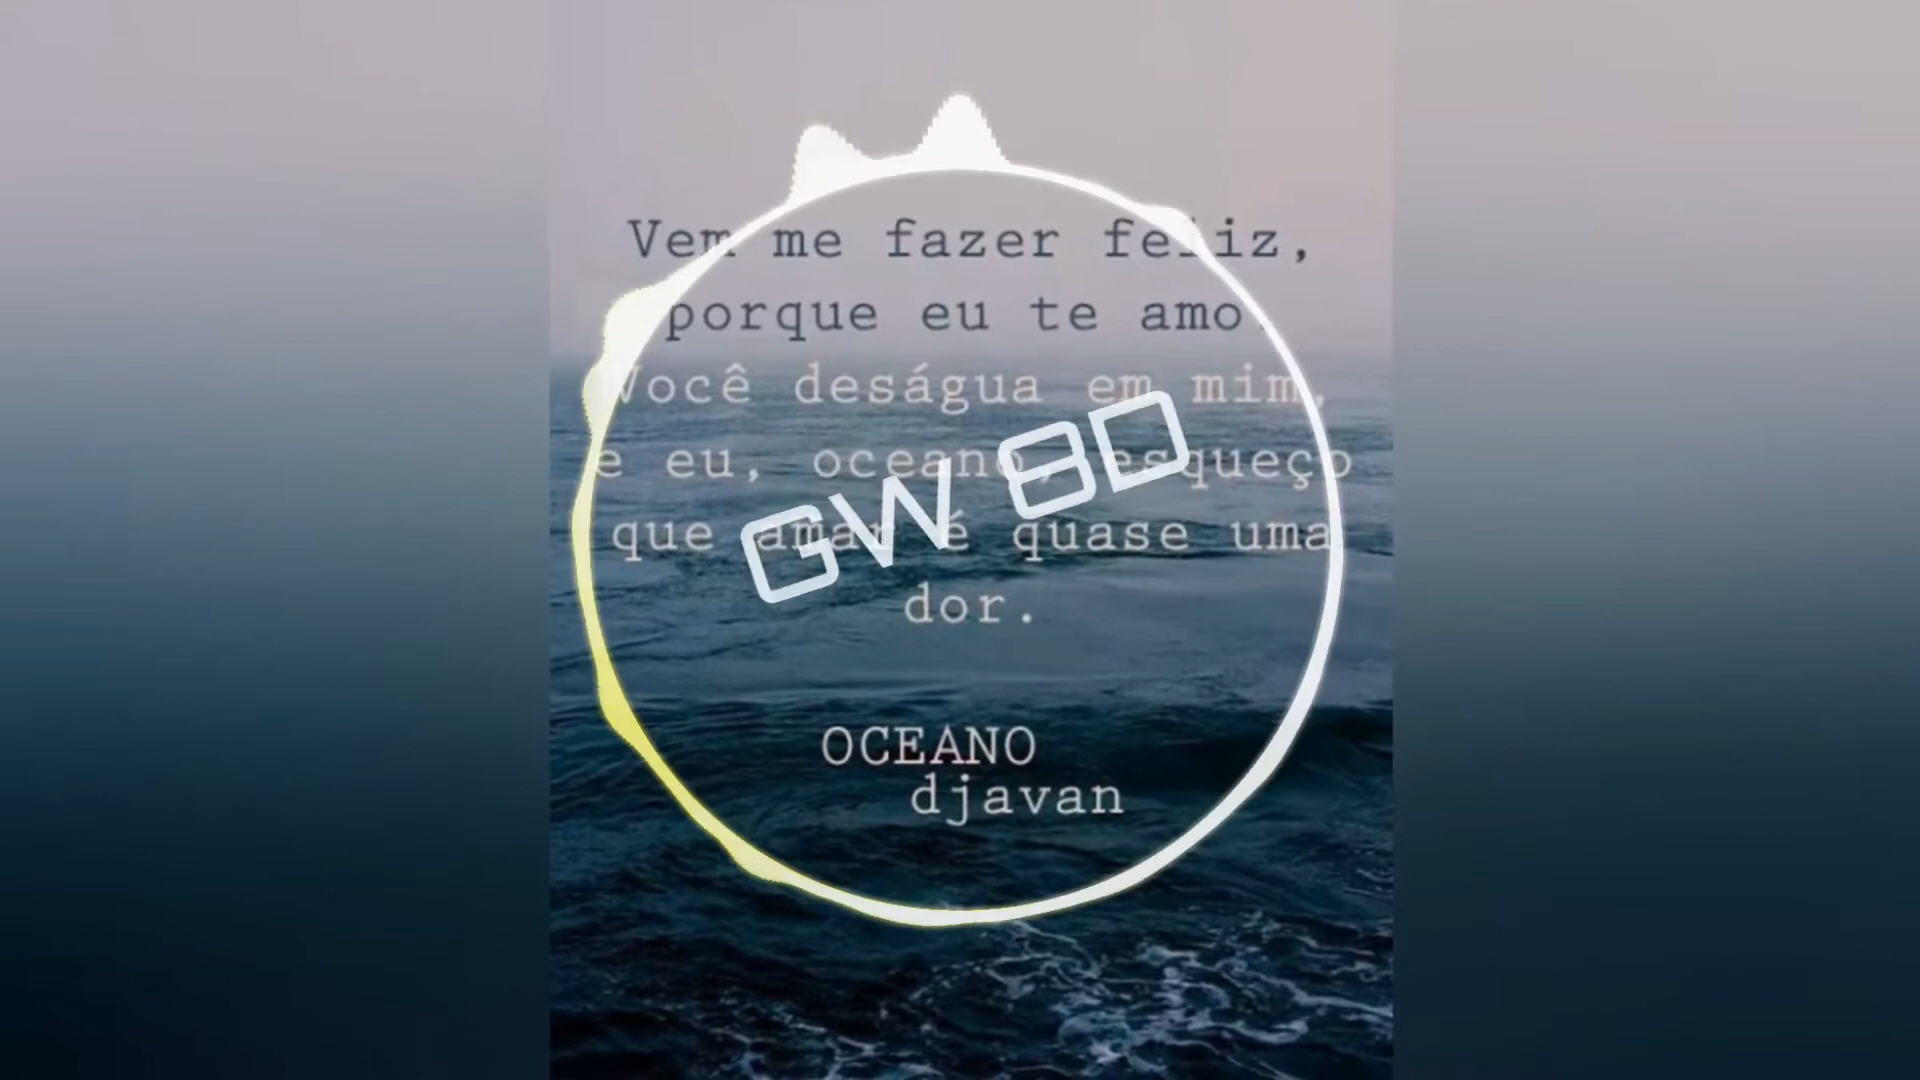 Vem me fazer feliz,
porque eu te amo.
Você deságua em mim,
e eu, oceano, esqueço
que amar é quase uma
dor.
GW 8D
OCEANO
djavan